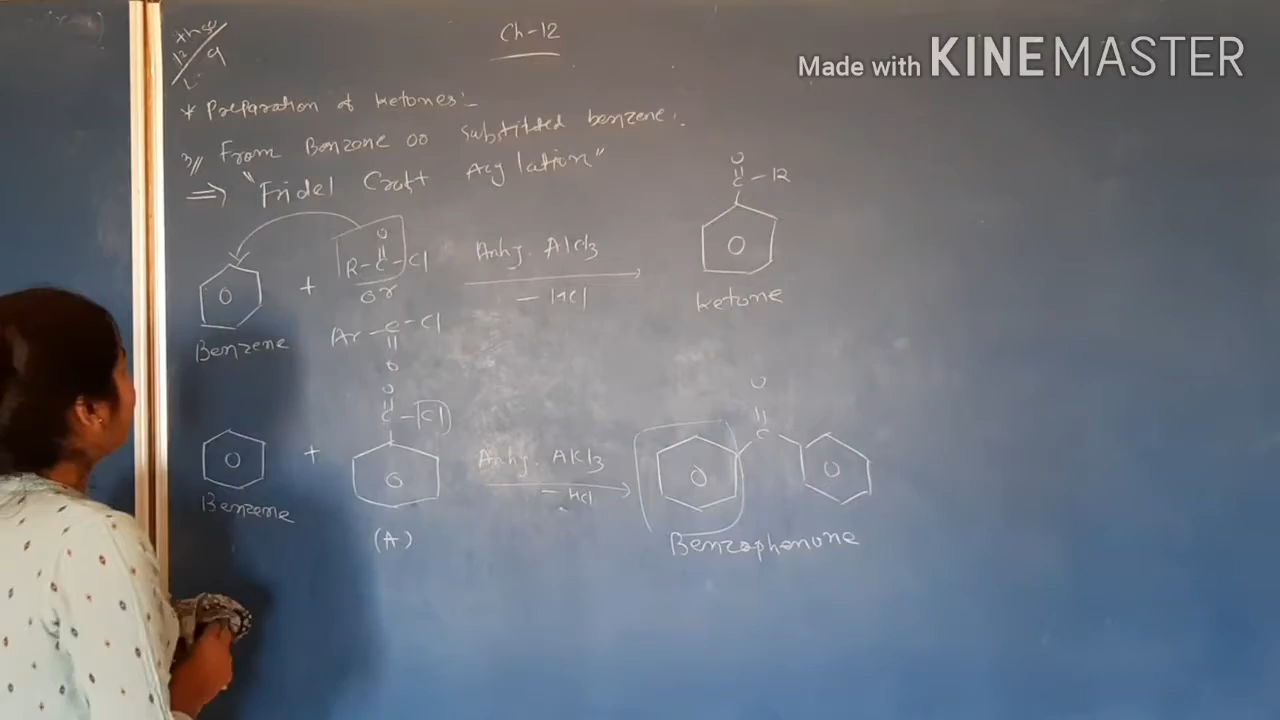 Ch-12
Made with KINEMASTER
* Preparation of Ketones:-
3// From Benzene or substituted benzene:-
⇒ "Fridel Craft Acylation"
O
C - R
O
R - C - Cl
Anhy. AlCl3
+
or
- HCl
Ketone
Benzene
Ar - C - Cl
O
O
C - Cl
O
C
+
Anhy. AlCl3
- HCl
Benzene
(A)
Benzophenone